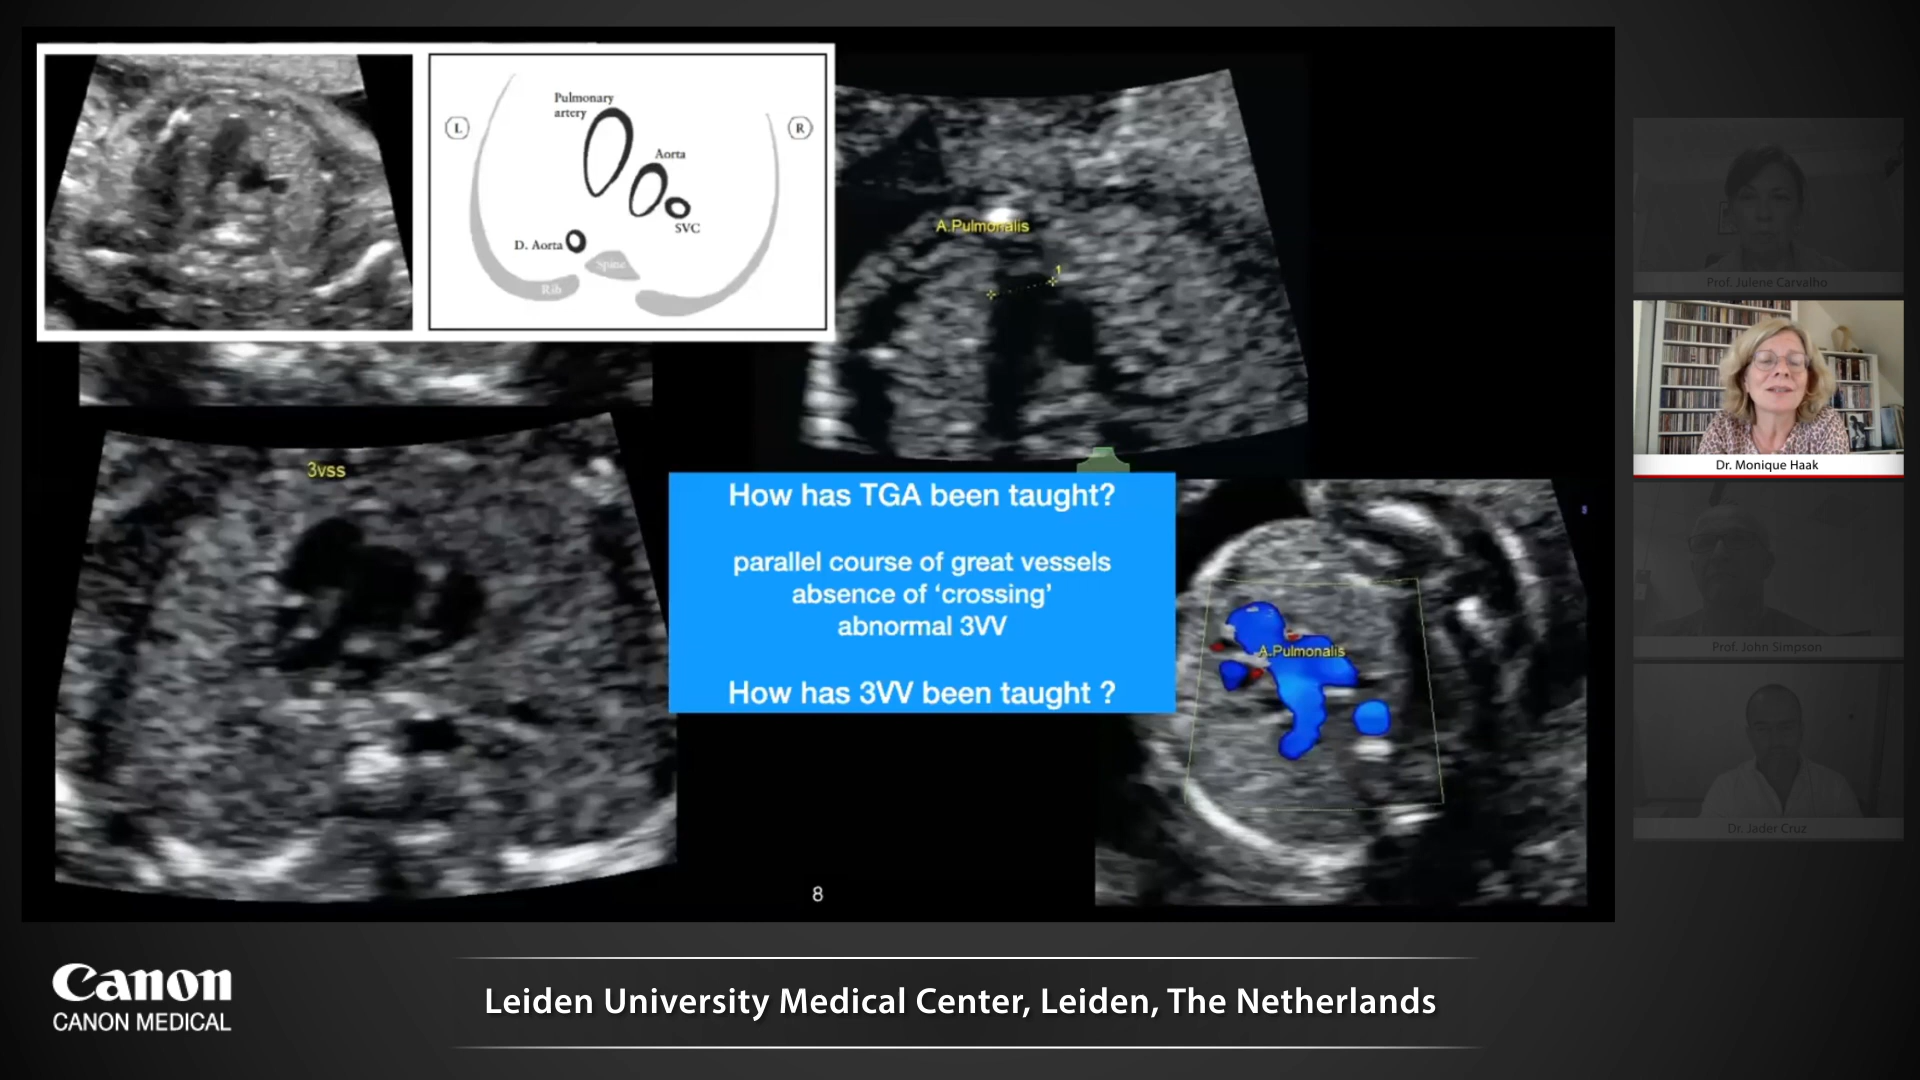 Pulmonary
artery
L
R
Aorta
SVC
D. Aorta
Spine
Rib
A.Pulmonalis
1
3vss
How has TGA been taught?
parallel course of great vessels
absence of ‘crossing’
abnormal 3VV
How has 3VV been taught ?
A.Pulmonalis
8
Prof. Julene Carvalho
Dr. Monique Haak
Prof. John Simpson
Dr. Jader Cruz
Canon
CANON MEDICAL
Leiden University Medical Center, Leiden, The Netherlands